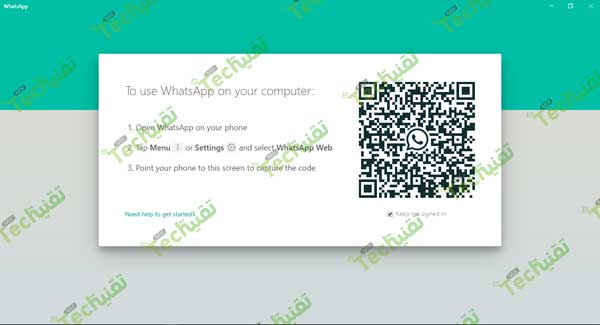 WhatsApp
To use WhatsApp on your computer:
1. Open WhatsApp on your phone
2. Tap Menu or Settings and select WhatsApp Web
3. Point your phone to this screen to capture the code
Need help to get started?
Keep me signed in
تقنيتك
Tech